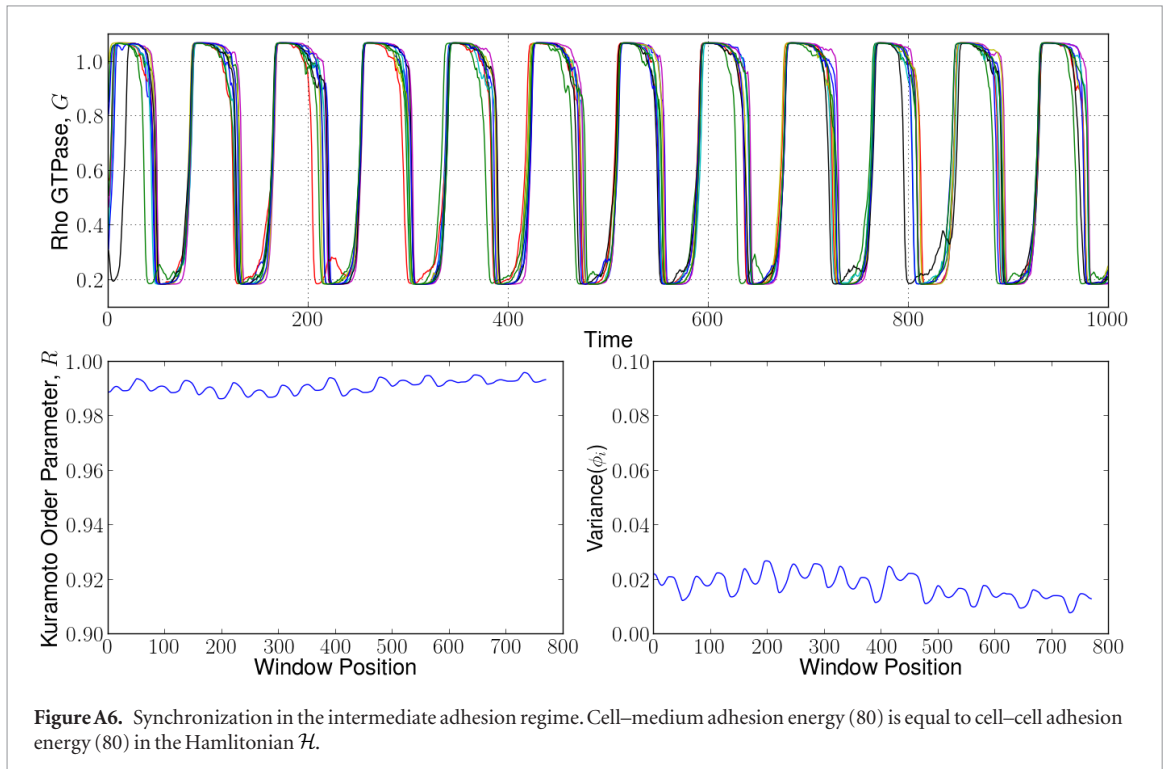 1.0
0.8
0.6
0.4
0.2
Rho GTPase, G
0 200 400 600 800 1000
Time
1.00
0.98
0.96
0.94
0.92
0.90
Kuramoto Order Parameter, R
0 100 200 300 400 500 600 700 800
Window Position
0.10
0.08
0.06
0.04
0.02
0.00
Variance(ϕᵢ)
0 100 200 300 400 500 600 700 800
Window Position
Figure A6. Synchronization in the intermediate adhesion regime. Cell–medium adhesion energy (80) is equal to cell–cell adhesion
energy (80) in the Hamlitonian ℋ.